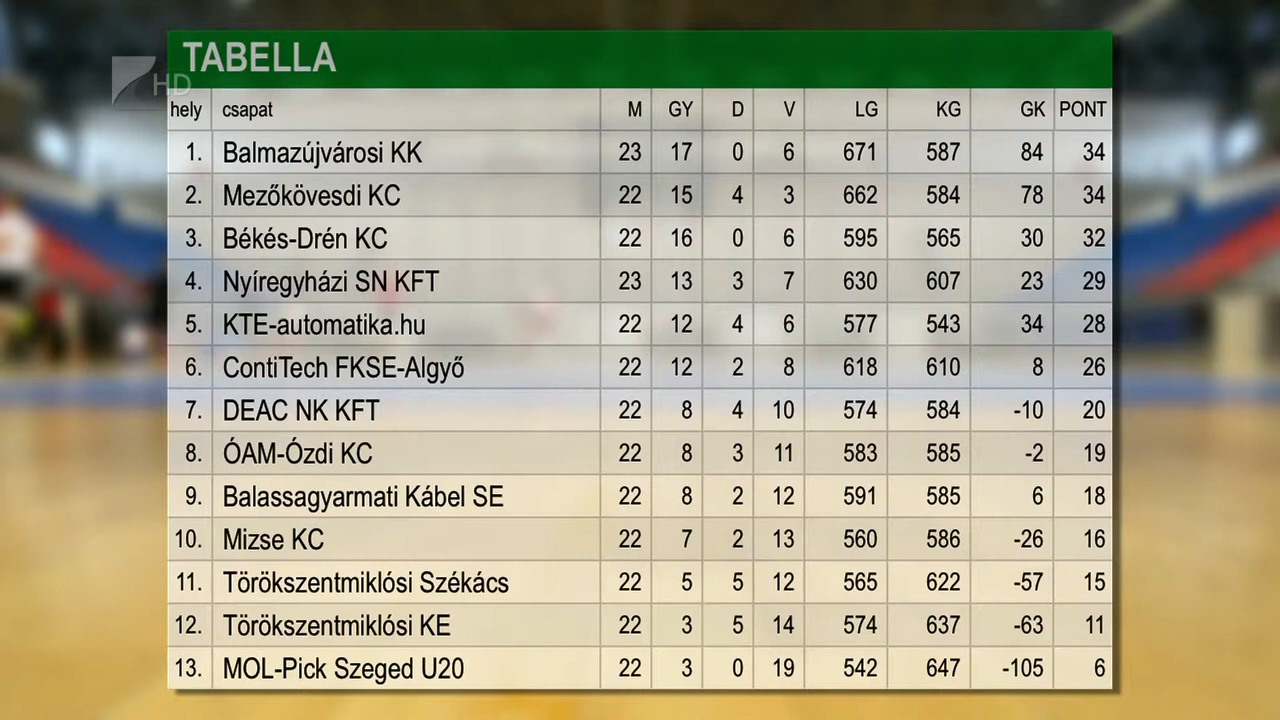 TABELLA
HD
hely csapat M GY D V LG KG GK PONT
1. Balmazújvárosi KK 23 17 0 6 671 587 84 34
2. Mezőkövesdi KC 22 15 4 3 662 584 78 34
3. Békés-Drén KC 22 16 0 6 595 565 30 32
4. Nyíregyházi SN KFT 23 13 3 7 630 607 23 29
5. KTE-automatika.hu 22 12 4 6 577 543 34 28
6. ContiTech FKSE-Algyő 22 12 2 8 618 610 8 26
7. DEAC NK KFT 22 8 4 10 574 584 -10 20
8. ÓAM-Ózdi KC 22 8 3 11 583 585 -2 19
9. Balassagyarmati Kábel SE 22 8 2 12 591 585 6 18
10. Mizse KC 22 7 2 13 560 586 -26 16
11. Törökszentmiklósi Székács 22 5 5 12 565 622 -57 15
12. Törökszentmiklósi KE 22 3 5 14 574 637 -63 11
13. MOL-Pick Szeged U20 22 3 0 19 542 647 -105 6